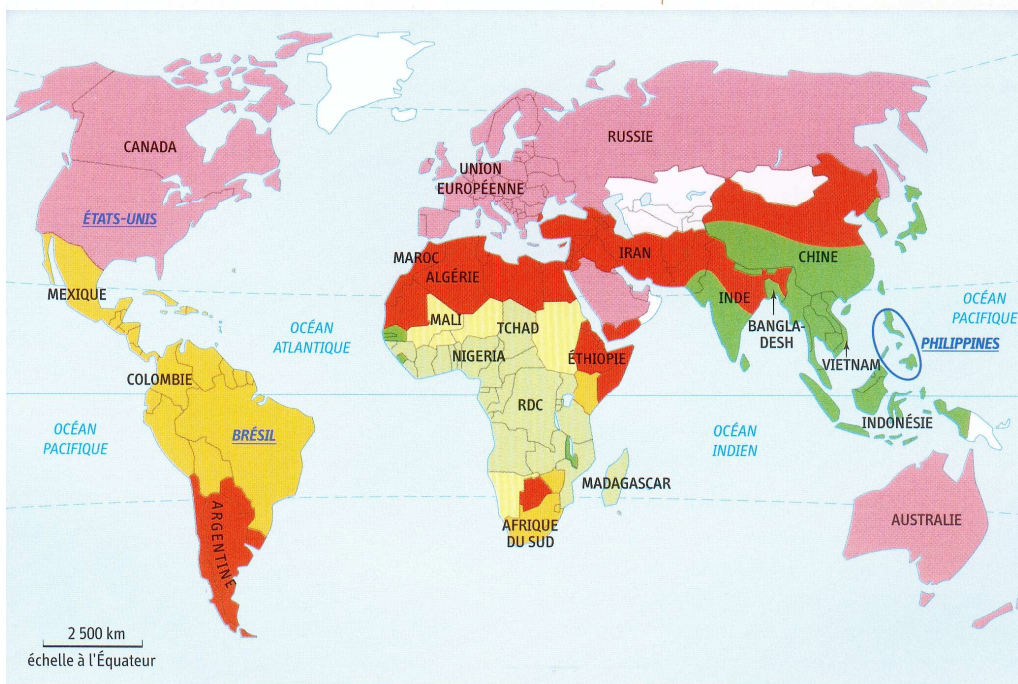 CANADA
RUSSIE
UNION
EUROPÉENNE
ÉTATS-UNIS
MAROC
ALGÉRIE
IRAN
CHINE
MEXIQUE
INDE
MALI
TCHAD
OCÉAN
ATLANTIQUE
OCÉAN
PACIFIQUE
BANGLA-
DESH
PHILIPPINES
NIGERIA
ÉTHIOPIE
VIETNAM
COLOMBIE
RDC
INDONÉSIE
OCÉAN
PACIFIQUE
BRÉSIL
OCÉAN
INDIEN
MADAGASCAR
ARGENTINE
AFRIQUE
DU SUD
AUSTRALIE
2 500 km
échelle à l'Équateur